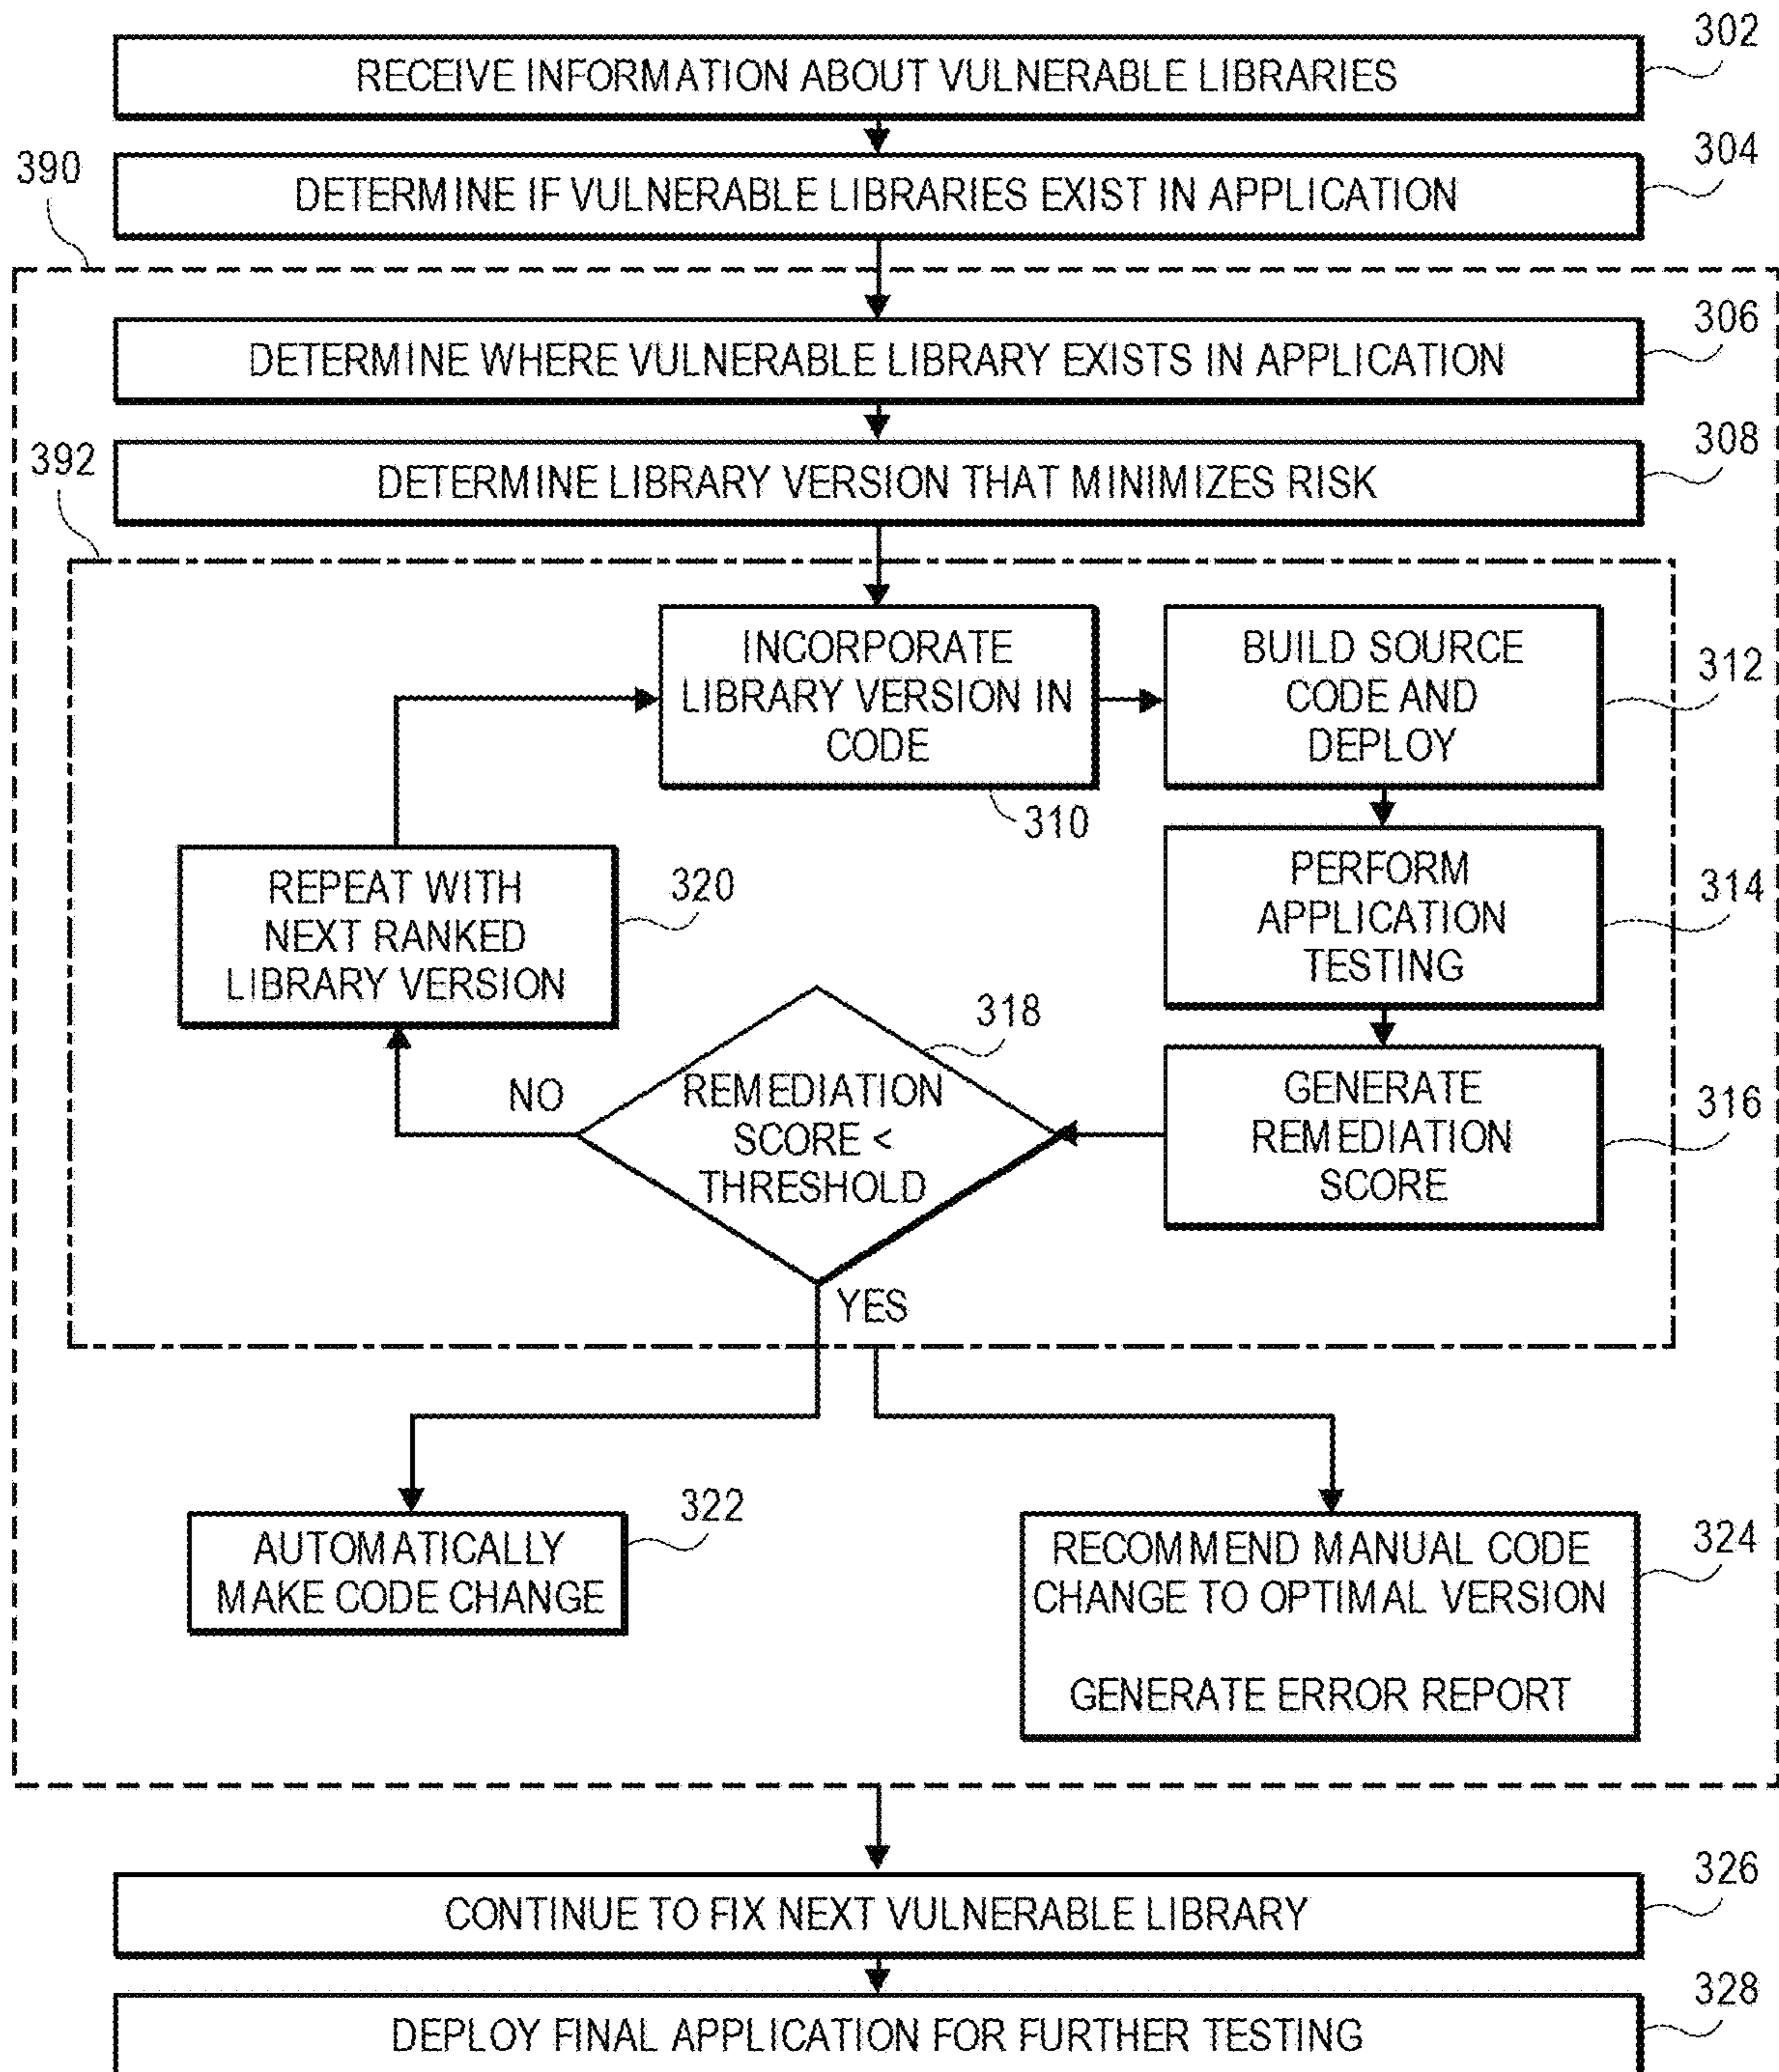 302
RECEIVE INFORMATION ABOUT VULNERABLE LIBRARIES
304
390
DETERMINE IF VULNERABLE LIBRARIES EXIST IN APPLICATION
306
DETERMINE WHERE VULNERABLE LIBRARY EXISTS IN APPLICATION
308
392
DETERMINE LIBRARY VERSION THAT MINIMIZES RISK
INCORPORATE
LIBRARY VERSION IN
CODE
310
BUILD SOURCE
CODE AND
DEPLOY
312
PERFORM
APPLICATION
TESTING
314
GENERATE
REMEDIATION
SCORE
316
318
REMEDIATION
SCORE <
THRESHOLD
NO
REPEAT WITH
NEXT RANKED
LIBRARY VERSION
320
YES
AUTOMATICALLY
MAKE CODE CHANGE
322
RECOMMEND MANUAL CODE
CHANGE TO OPTIMAL VERSION
GENERATE ERROR REPORT
324
326
CONTINUE TO FIX NEXT VULNERABLE LIBRARY
328
DEPLOY FINAL APPLICATION FOR FURTHER TESTING